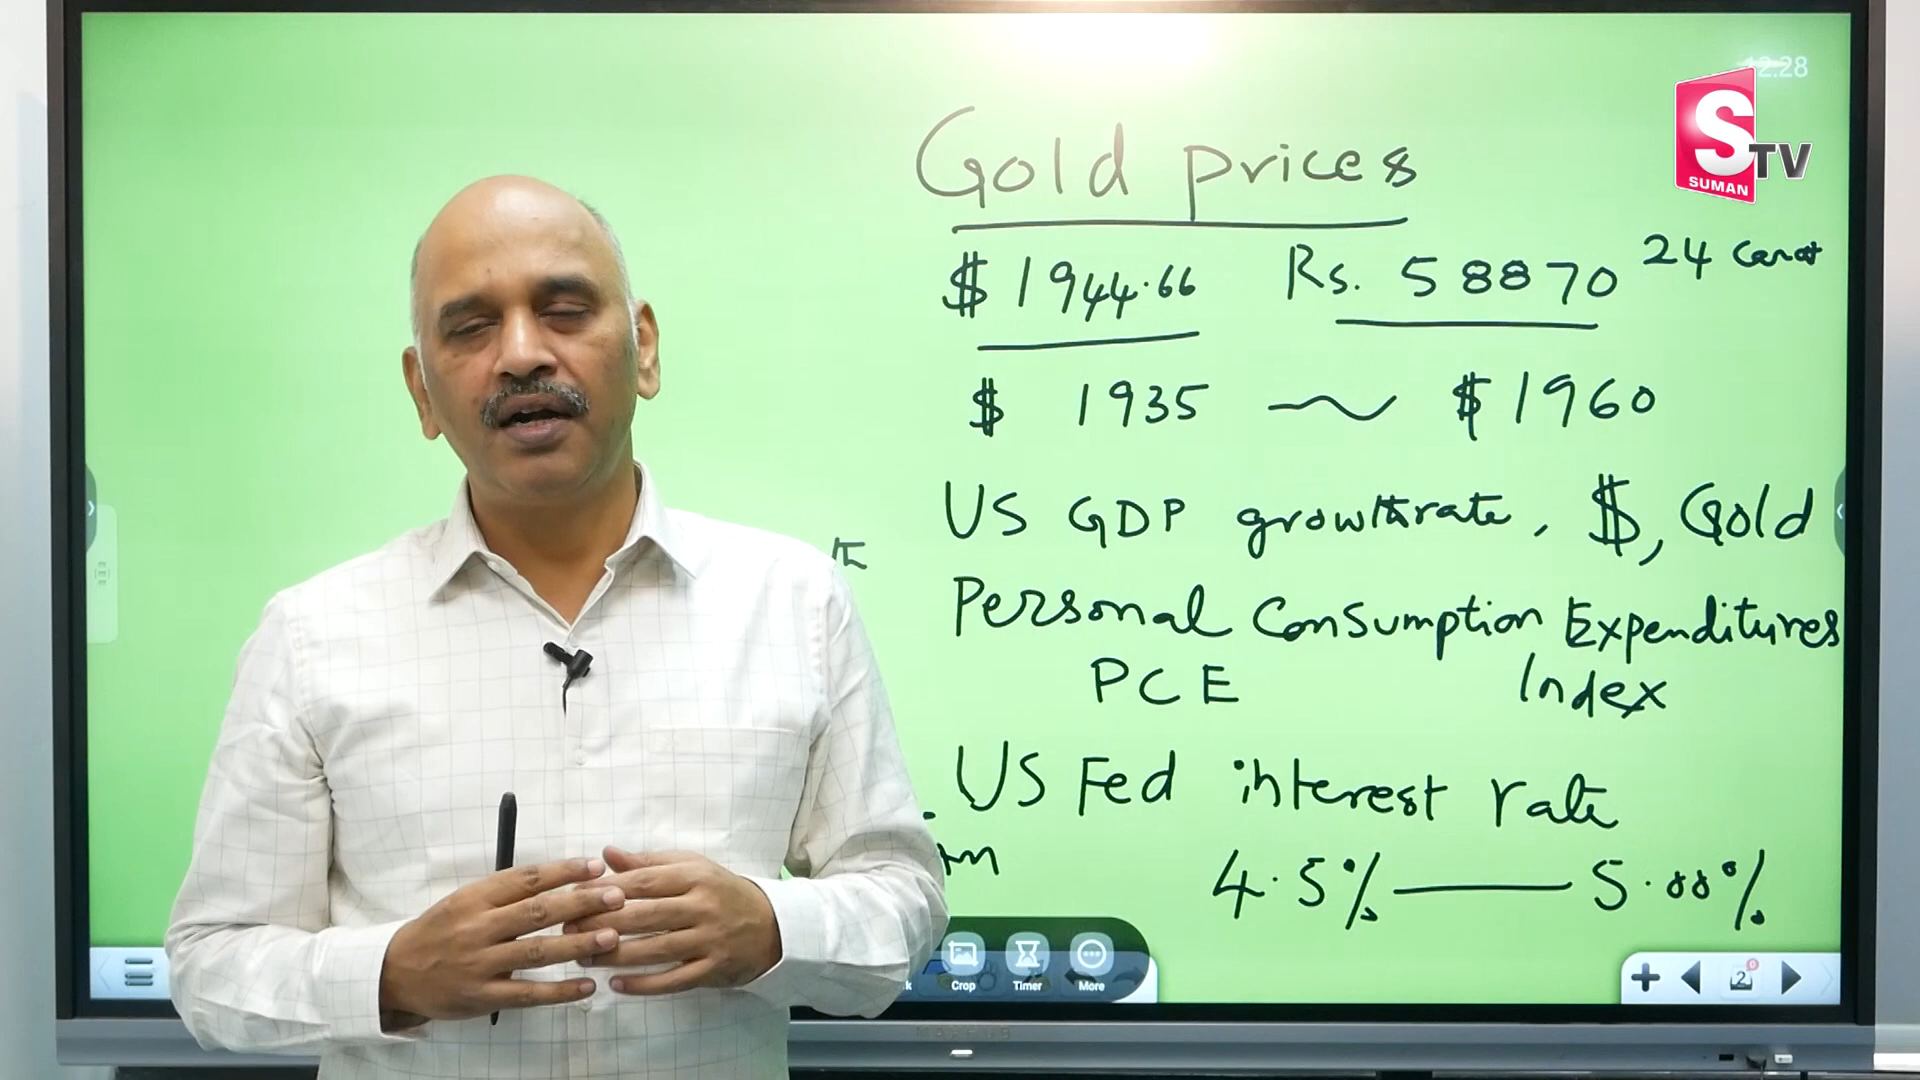 12:28
S TV
SUMAN
Gold prices
$ 1944.66 Rs. 58870 24 Carat
$ 1935 ~ $ 1960
US GDP growthrate, $, Gold
Personal Consumption Expenditures
PCE Index
US Fed interest rate
4.5% — 5.00%
Crop Timer More
2